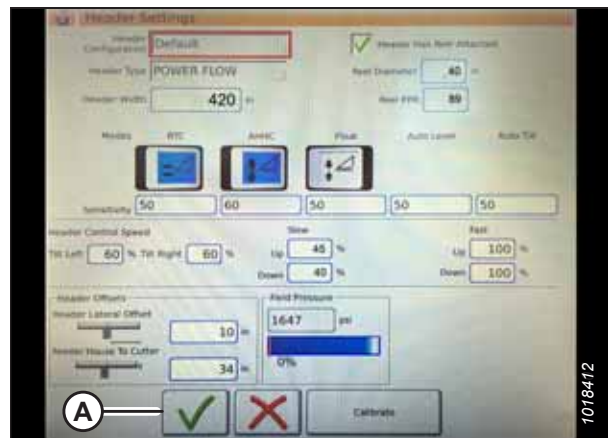 Header Settings
Header Configuration Default
Header Has Reel Attached
Header Type POWER FLOW
Reel Diameter 40 in
Header Width 420 in
Reel PPR 89
Modes RTC AHHC Float Auto Level Auto Tilt
Sensitivity 50 60 50 50 50
Header Control Speed
Slow
Fast
Tilt Left 60 % Tilt Right 60 %
Up 46 %
Up 100 %
Down 40 %
Down 100 %
Header Offsets
Field Pressure
Header Lateral Offset
10 in
1647 psi
Feeder House To Cutter
34 in
0%
A
Calibrate
1018412